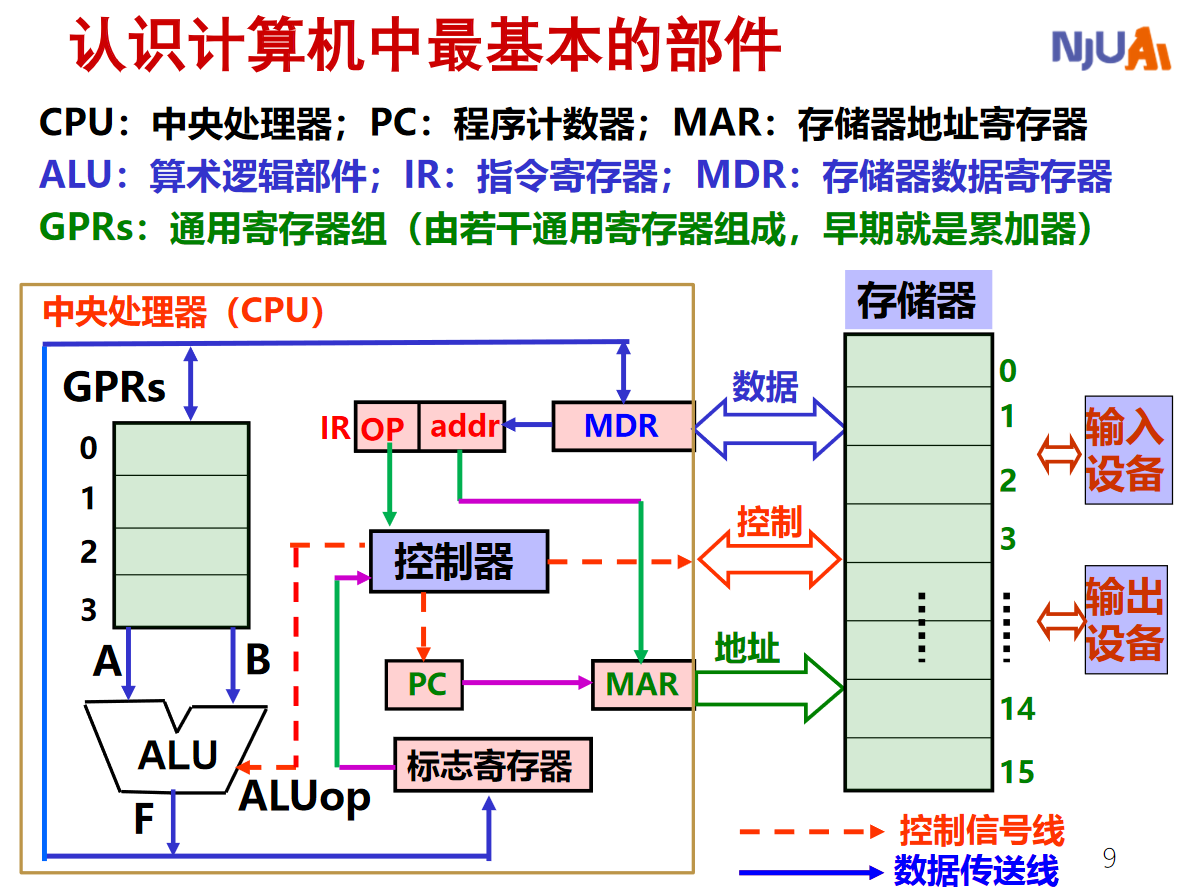 认识计算机中最基本的部件
NJUAI
CPU：中央处理器；PC：程序计数器；MAR：存储器地址寄存器
ALU：算术逻辑部件；IR：指令寄存器；MDR：存储器数据寄存器
GPRs：通用寄存器组（由若干通用寄存器组成，早期就是累加器）
中央处理器（CPU）
存储器
GPRs
0
1
2
3
IR
OP
addr
MDR
数据
控制器
控制
PC
MAR
地址
标志寄存器
A
B
ALU
ALUop
F
0
1
2
3
14
15
输入
设备
输出
设备
控制信号线
数据传送线
9